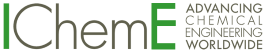 IChemE
ADVANCING
CHEMICAL
ENGINEERING
WORLDWIDE